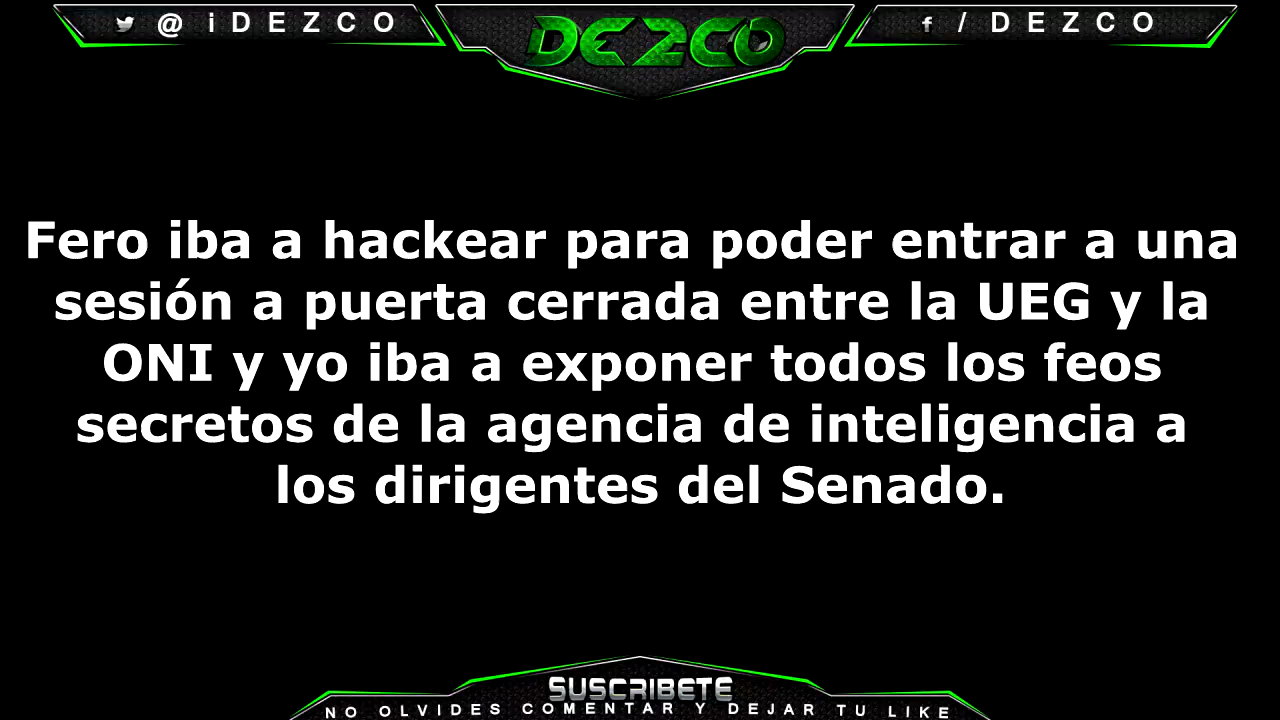 @iDEZCO
DEZCO
/DEZCO
Fero iba a hackear para poder entrar a una
sesión a puerta cerrada entre la UEG y la
ONI y yo iba a exponer todos los feos
secretos de la agencia de inteligencia a
los dirigentes del Senado.
SUSCRIBETE
NO OLVIDES COMENTAR Y DEJAR TU LIKE